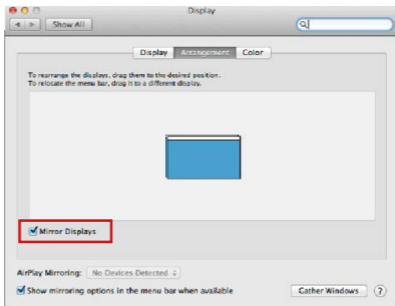 Display
Show All
Display Arrangement Color
To rearrange the displays, drag them to the desired position.
To relocate the menu bar, drag it to a different display.
Mirror Displays
AirPlay Mirroring: No Devices Detected
Show mirroring options in the menu bar when available
Gather Windows ?